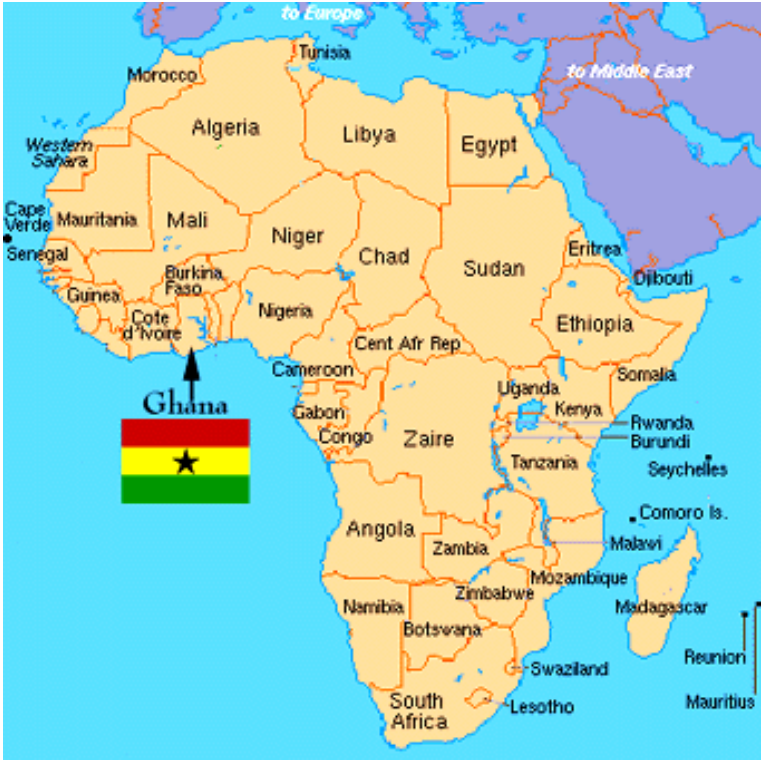 to Europe
Tunisia
Morocco
to Middle East
Algeria
Libya
Egypt
Western
Sahara
Cape
Verde
Mauritania
Mali
Niger
Chad
Sudan
Eritrea
Senegal
Djibouti
Burkina
Faso
Guinea
Nigeria
Cote
d'Ivoire
Ethiopia
Cent Afr Rep
Cameroon
Somalia
Uganda
Ghana
Gabon
Kenya
Rwanda
Congo
Zaire
Burundi
Tanzania
Seychelles
Comoro Is.
Angola
Zambia
Malawi
Mozambique
Zimbabwe
Namibia
Madagascar
Botswana
Reunion
Swaziland
South
Africa
Lesotho
Mauritius